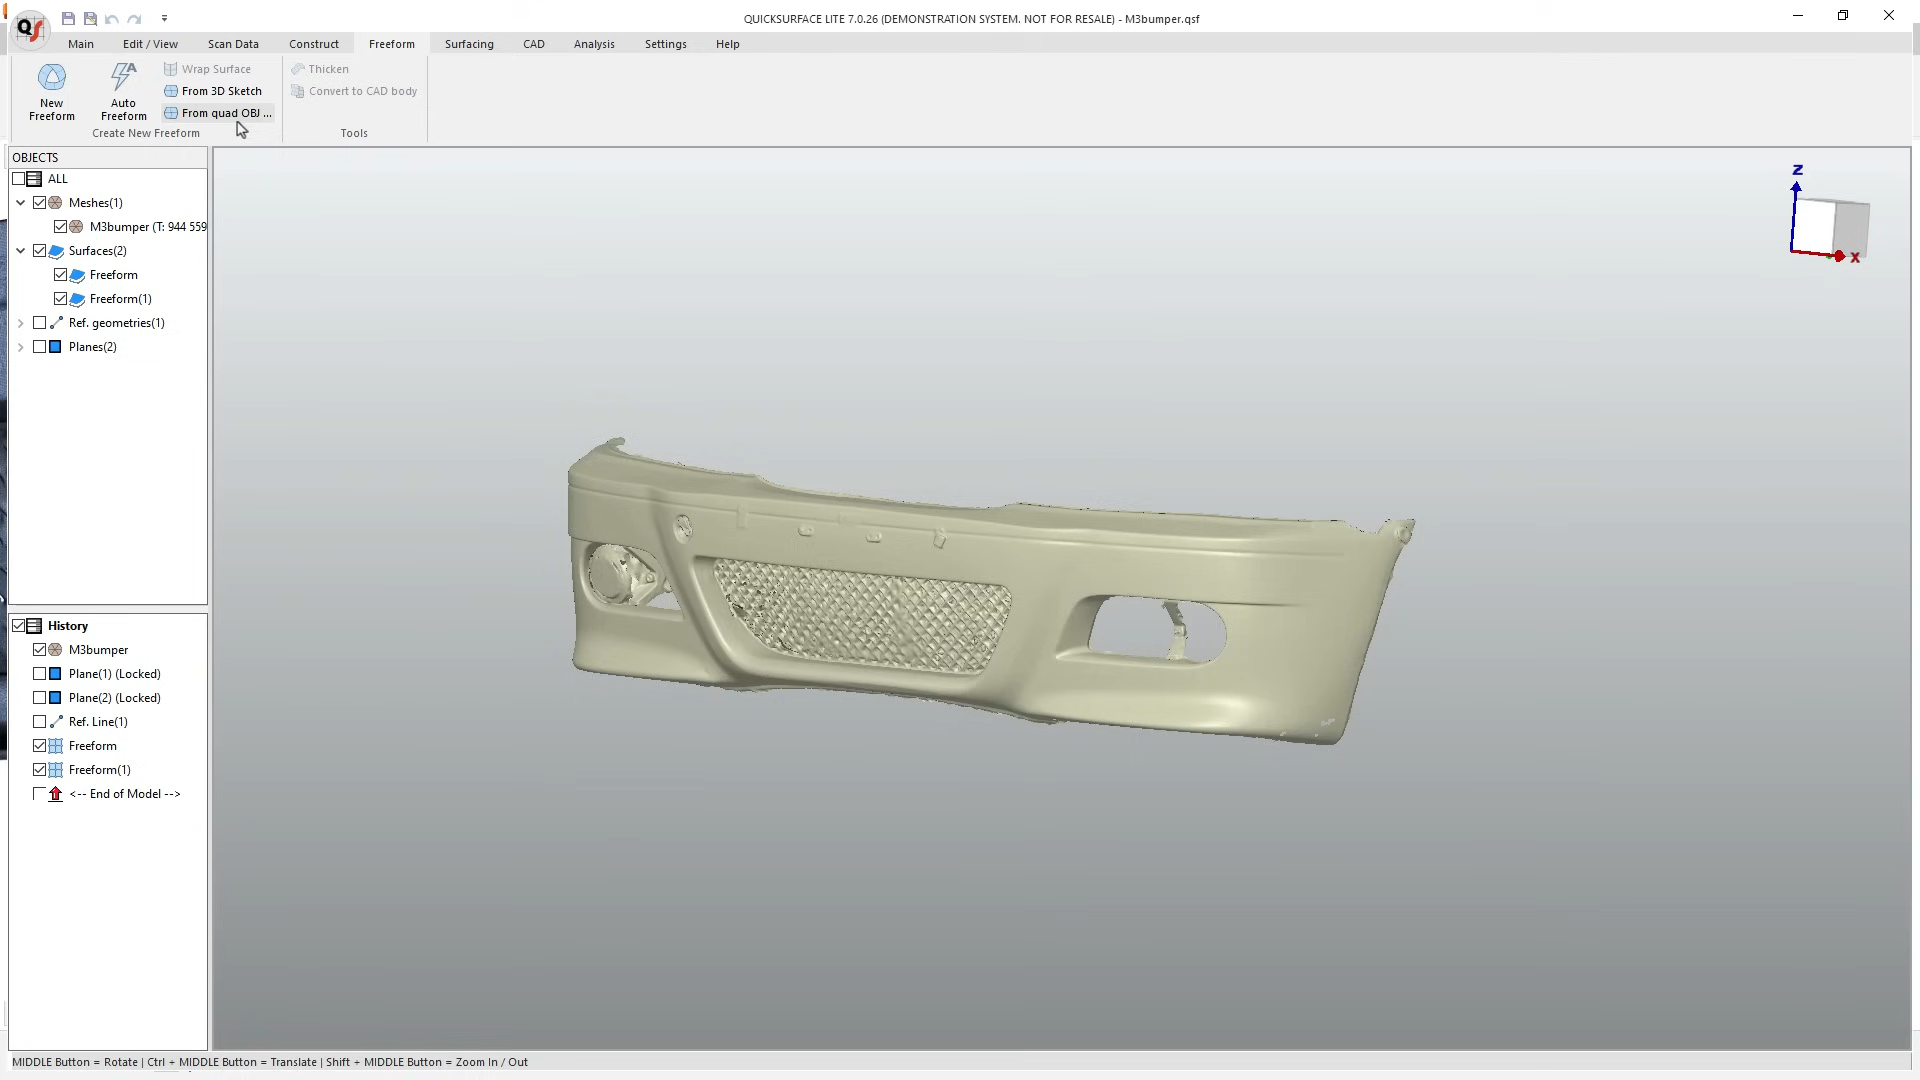 QS
QUICKSURFACE LITE 7.0.26 (DEMONSTRATION SYSTEM. NOT FOR RESALE) - M3bumper.qsf
Main Edit / View Scan Data Construct Freeform Surfacing CAD Analysis Settings Help
New Freeform
Auto Freeform
Wrap Surface
From 3D Sketch
From quad OBJ ...
Create New Freeform
Thicken
Convert to CAD body
Tools
OBJECTS
ALL
Meshes(1)
M3bumper (T: 944 559
Surfaces(2)
Freeform
Freeform(1)
Ref. geometries(1)
Planes(2)
Z
X
History
M3bumper
Plane(1) (Locked)
Plane(2) (Locked)
Ref. Line(1)
Freeform
Freeform(1)
<-- End of Model -->
MIDDLE Button = Rotate | Ctrl + MIDDLE Button = Translate | Shift + MIDDLE Button = Zoom In / Out